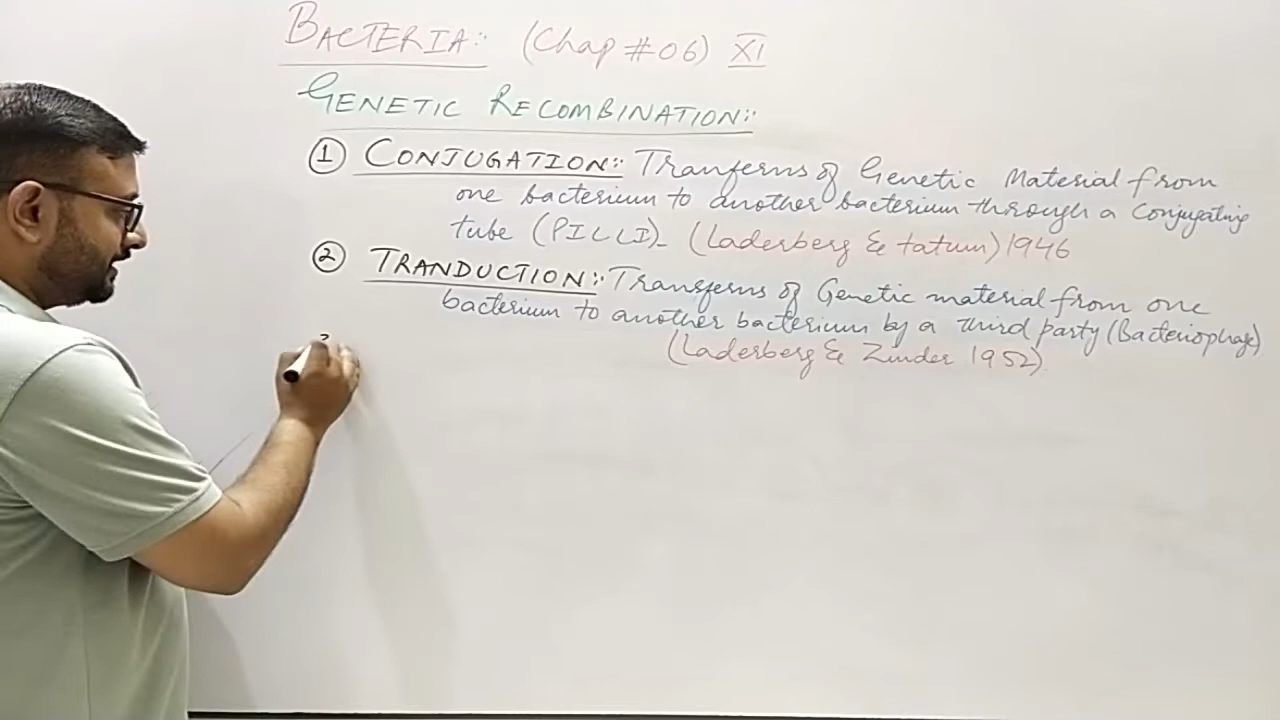 BACTERIA:- (Chap #06) XI
GENETIC RECOMBINATION:-
① CONJUGATION:- Tranferns of Genetic Material from
one bacterium to another bacterium through a Conjugating
tube (PILLI)_ (Laderberg & tatum) 1946
② TRANDUCTION:- Transferns of Genetic material from one
bacterium to another bacterium by a third party (Bacteriophage)
(Laderberg & Zinder 1952)